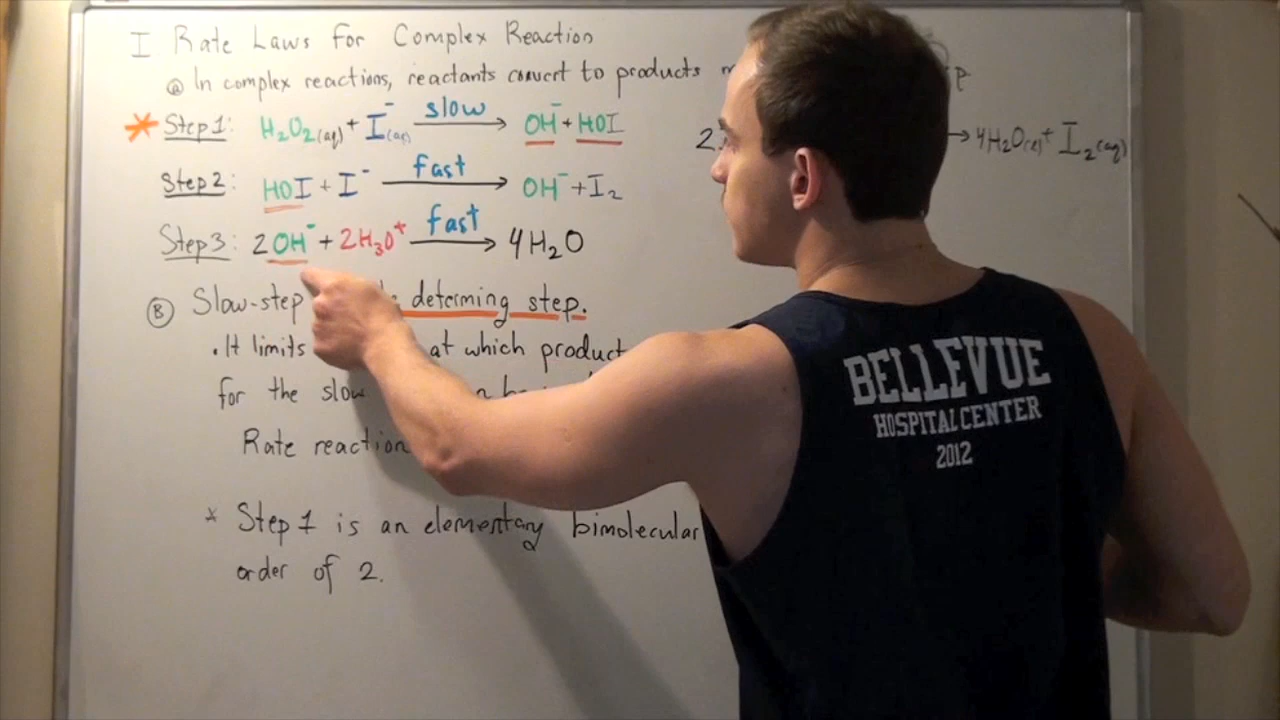 I Rate Laws for Complex Reaction
Ⓐ In complex reactions, reactants convert to products
Step 1: H₂O₂(aq) + I⁻(aq) slow → OH⁻ + HOI
→ 4H₂O(l) + I₂(aq)
Step 2: HOI + I⁻ fast → OH⁻ + I₂
Step 3: 2OH⁻ + 2H₃O⁺ fast → 4H₂O
Ⓑ Slow-step determing step.
. It limits at which product
for the slow
Rate reaction
* Step 1 is an elementary bimolecular
order of 2.
BELLEVUE
HOSPITAL CENTER
2012